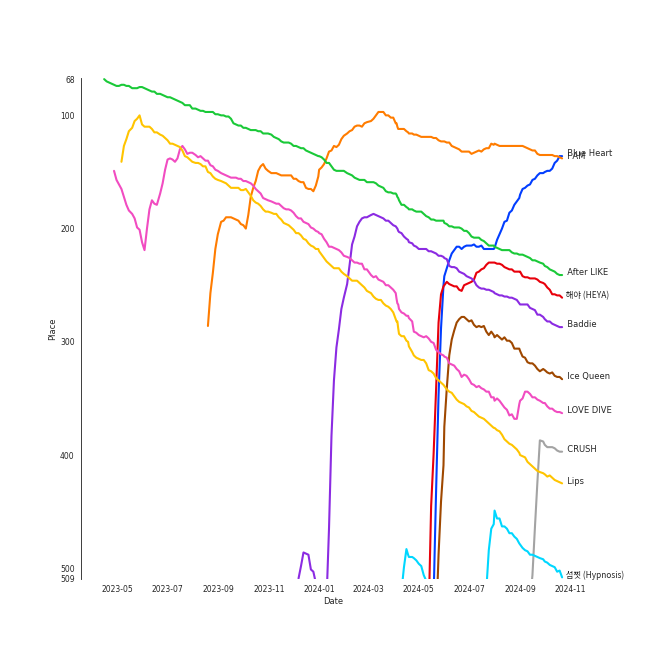 68
100
200
300
400
500
509
Place
2023-05
2023-07
2023-09
2023-11
2024-01
2024-03
2024-05
2024-07
2024-09
2024-11
Date
Blue Heart
I AM
After LIKE
해야 (HEYA)
Baddie
Ice Queen
LOVE DIVE
CRUSH
Lips
섬찟 (Hypnosis)